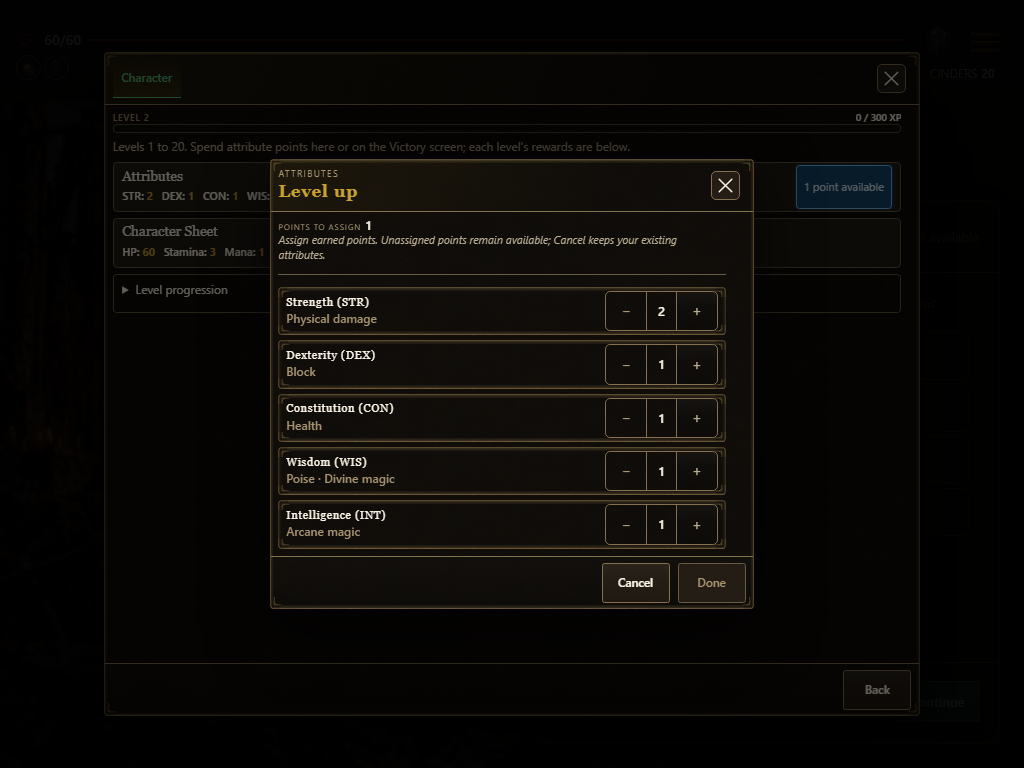 60/60
Character
CINDERS 20
LEVEL 2
0 / 300 XP
Levels 1 to 20. Spend attribute points here or on the Victory screen; each level's rewards are below.
Attributes
STR: 2 DEX: 1 CON: 1 WIS:
1 point available
Character Sheet
HP: 60 Stamina: 3 Mana: 1
available
Level progression
ATTRIBUTES
Level up
POINTS TO ASSIGN 1
Assign earned points. Unassigned points remain available; Cancel keeps your existing
attributes.
Strength (STR)
Physical damage
− 2 +
Dexterity (DEX)
Block
− 1 +
Constitution (CON)
Health
− 1 +
Wisdom (WIS)
Poise · Divine magic
− 1 +
Intelligence (INT)
Arcane magic
− 1 +
Cancel
Done
Back